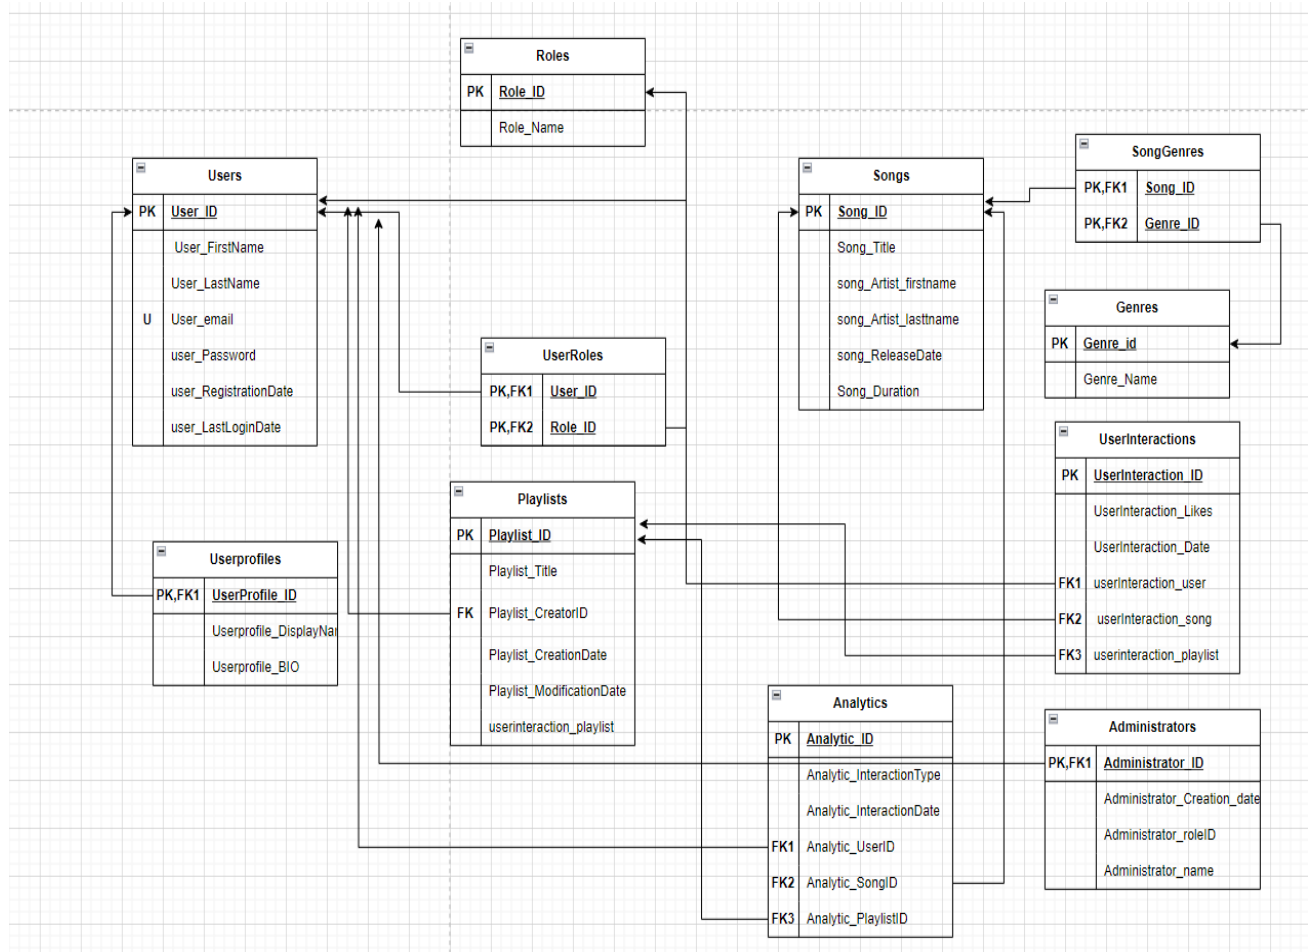 Roles
PK Role_ID
Role_Name
Users
PK User_ID
User_FirstName
User_LastName
U User_email
user_Password
user_RegistrationDate
user_LastLoginDate
Songs
PK Song_ID
Song_Title
song_Artist_firstname
song_Artist_lasttname
song_ReleaseDate
Song_Duration
SongGenres
PK,FK1 Song_ID
PK,FK2 Genre_ID
Genres
PK Genre_id
Genre_Name
UserRoles
PK,FK1 User_ID
PK,FK2 Role_ID
UserInteractions
PK UserInteraction_ID
UserInteraction_Likes
UserInteraction_Date
FK1 userInteraction_user
FK2 userInteraction_song
FK3 userinteraction_playlist
Playlists
PK Playlist_ID
Playlist_Title
FK Playlist_CreatorID
Playlist_CreationDate
Playlist_ModificationDate
userinteraction_playlist
Userprofiles
PK,FK1 UserProfile_ID
Userprofile_DisplayNa
Userprofile_BIO
Analytics
PK Analytic_ID
Analytic_InteractionType
Analytic_InteractionDate
FK1 Analytic_UserID
FK2 Analytic_SongID
FK3 Analytic_PlaylistID
Administrators
PK,FK1 Administrator_ID
Administrator_Creation_date
Administrator_roleID
Administrator_name